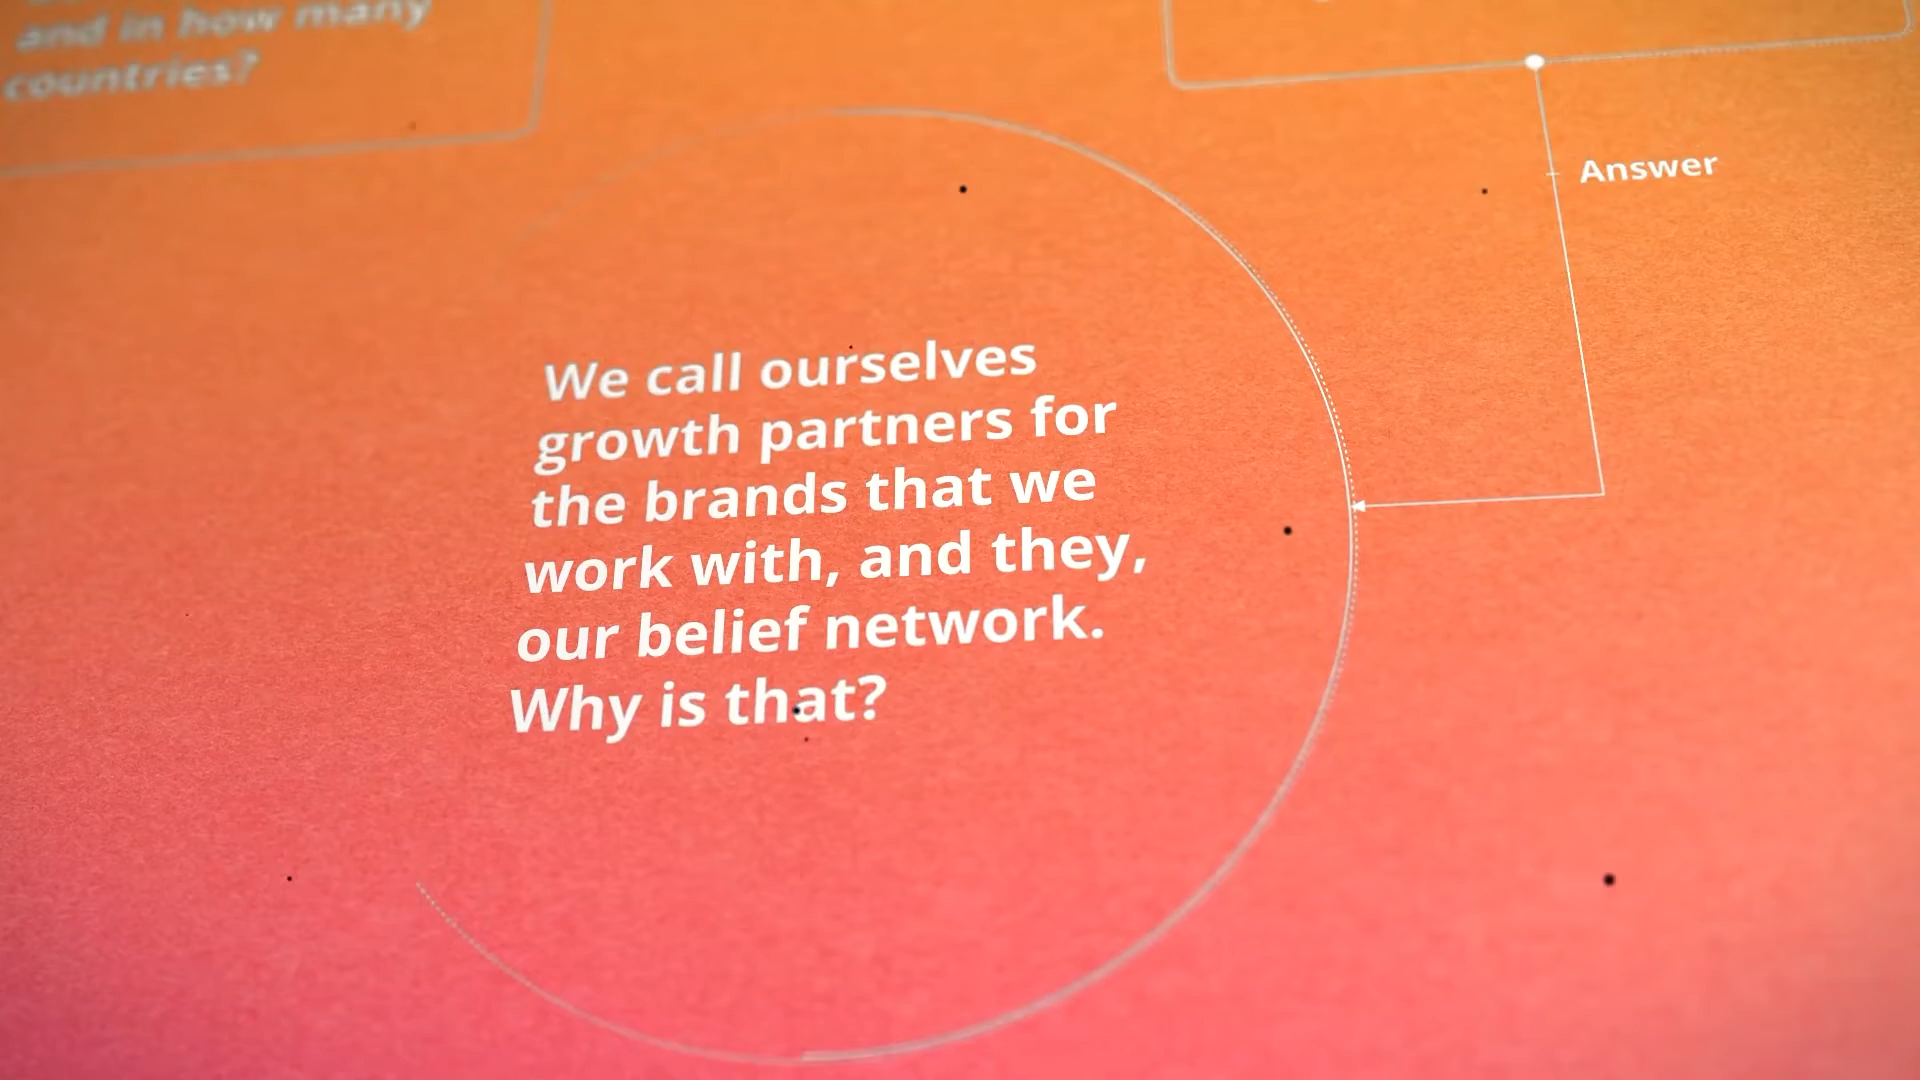 and in how many
countries?
Answer
We call ourselves
growth partners for
the brands that we
work with, and they,
our belief network.
Why is that?